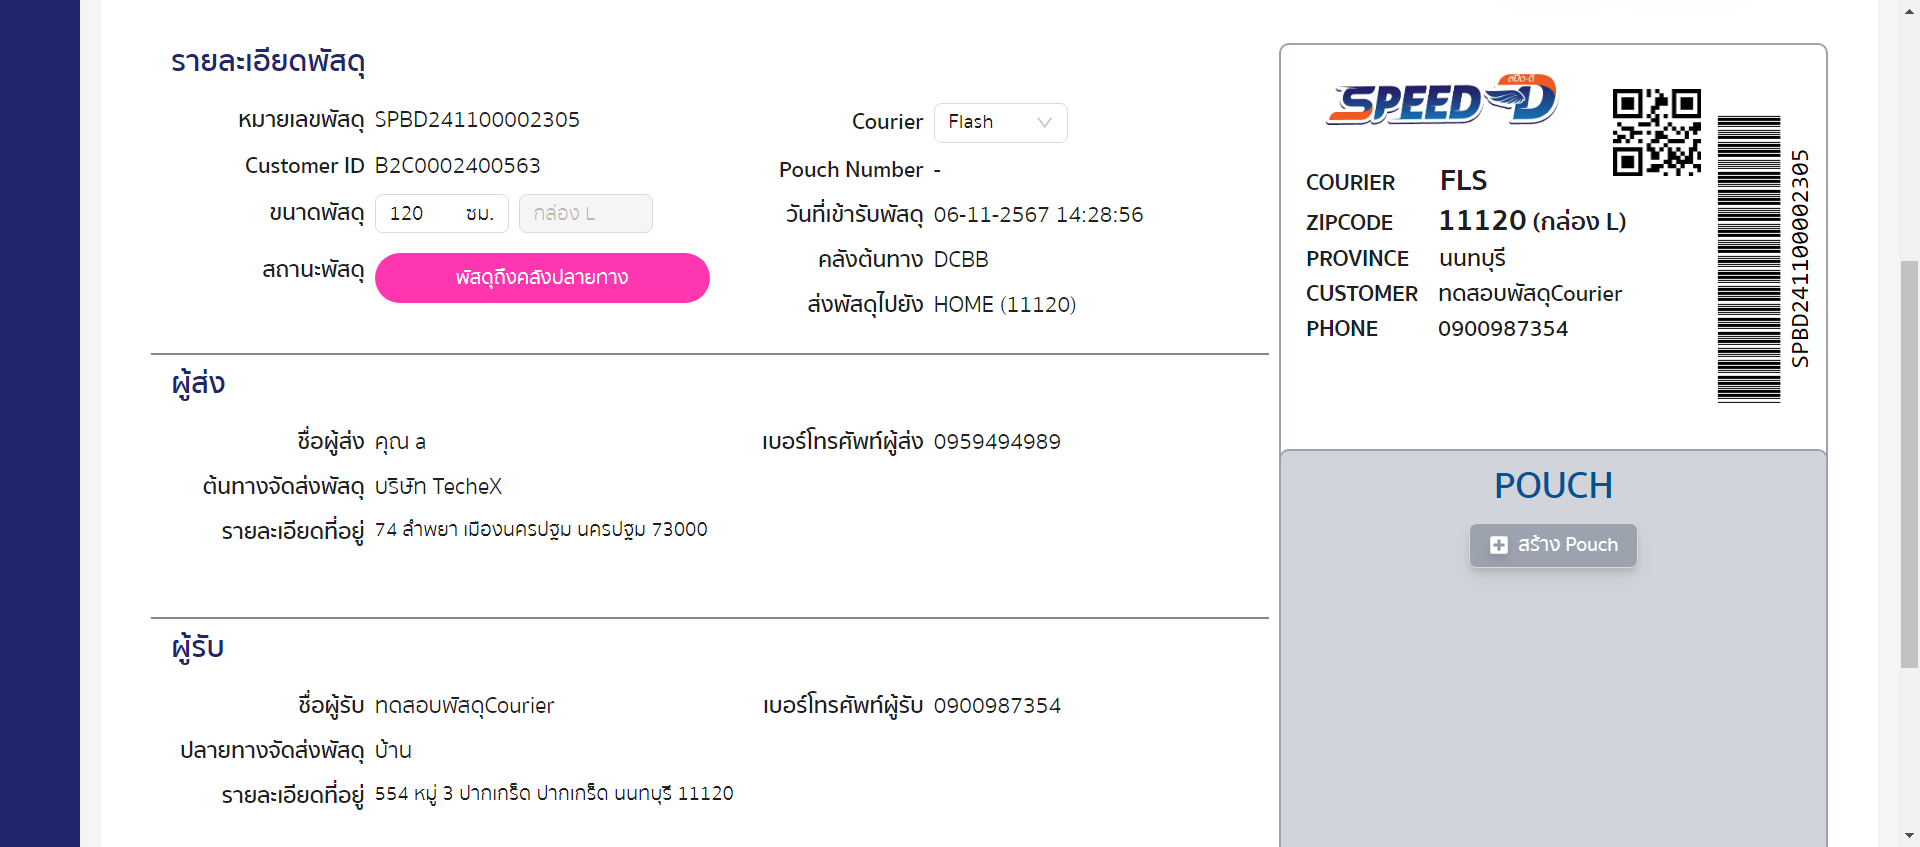 รายละเอียดพัสดุ
หมายเลขพัสดุ SPBD241100002305
Customer ID B2C0002400563
ขนาดพัสดุ 120 ซม. กล่อง L
สถานะพัสดุ พัสดุถึงคลังปลายทาง
Courier Flash
Pouch Number -
วันที่เข้ารับพัสดุ 06-11-2567 14:28:56
คลังต้นทาง DCBB
ส่งพัสดุไปยัง HOME (11120)
ผู้ส่ง
ชื่อผู้ส่ง คุณ a
เบอร์โทรศัพท์ผู้ส่ง 0959494989
ต้นทางจัดส่งพัสดุ บริษัท TecheX
รายละเอียดที่อยู่ 74 ลำพยา เมืองนครปฐม นครปฐม 73000
ผู้รับ
ชื่อผู้รับ ทดสอบพัสดุCourier
เบอร์โทรศัพท์ผู้รับ 0900987354
ปลายทางจัดส่งพัสดุ บ้าน
รายละเอียดที่อยู่ 554 หมู่ 3 ปากเกร็ด ปากเกร็ด นนทบุรี 11120
SPEED-D
สปีด-ดี
COURIER FLS
ZIPCODE 11120 (กล่อง L)
PROVINCE นนทบุรี
CUSTOMER ทดสอบพัสดุCourier
PHONE 0900987354
SPBD241100002305
POUCH
สร้าง Pouch